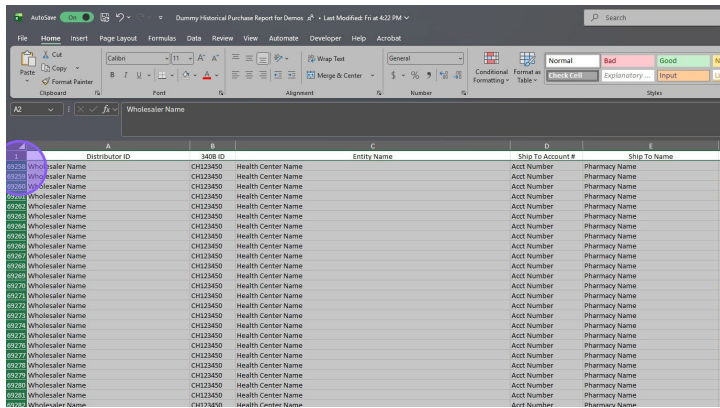 AutoSave On Dummy Historical Purchase Report for Demos • Last Modified: Fri at 4:22 PM Search
File Home Insert Page Layout Formulas Data Review View Automate Developer Help Acrobat
Cut
Copy
Format Painter
Paste
Calibri 11 A^ A˅
B I U A
Wrap Text
Merge & Center
General
$ % 9
Conditional Formatting
Format as Table
Normal Bad Good
Check Cell Explanatory ... Input
Clipboard Font Alignment Number Styles
A2 fx Wholesaler Name
A B C D E
1 Distributor ID 340B ID Entity Name Ship To Account # Ship To Name
69258 Wholesaler Name CH123450 Health Center Name Acct Number Pharmacy Name
69259 Wholesaler Name CH123450 Health Center Name Acct Number Pharmacy Name
69260 Wholesaler Name CH123450 Health Center Name Acct Number Pharmacy Name
69261 Wholesaler Name CH123450 Health Center Name Acct Number Pharmacy Name
69262 Wholesaler Name CH123450 Health Center Name Acct Number Pharmacy Name
69263 Wholesaler Name CH123450 Health Center Name Acct Number Pharmacy Name
69264 Wholesaler Name CH123450 Health Center Name Acct Number Pharmacy Name
69265 Wholesaler Name CH123450 Health Center Name Acct Number Pharmacy Name
69266 Wholesaler Name CH123450 Health Center Name Acct Number Pharmacy Name
69267 Wholesaler Name CH123450 Health Center Name Acct Number Pharmacy Name
69268 Wholesaler Name CH123450 Health Center Name Acct Number Pharmacy Name
69269 Wholesaler Name CH123450 Health Center Name Acct Number Pharmacy Name
69270 Wholesaler Name CH123450 Health Center Name Acct Number Pharmacy Name
69271 Wholesaler Name CH123450 Health Center Name Acct Number Pharmacy Name
69272 Wholesaler Name CH123450 Health Center Name Acct Number Pharmacy Name
69273 Wholesaler Name CH123450 Health Center Name Acct Number Pharmacy Name
69274 Wholesaler Name CH123450 Health Center Name Acct Number Pharmacy Name
69275 Wholesaler Name CH123450 Health Center Name Acct Number Pharmacy Name
69276 Wholesaler Name CH123450 Health Center Name Acct Number Pharmacy Name
69277 Wholesaler Name CH123450 Health Center Name Acct Number Pharmacy Name
69278 Wholesaler Name CH123450 Health Center Name Acct Number Pharmacy Name
69279 Wholesaler Name CH123450 Health Center Name Acct Number Pharmacy Name
69280 Wholesaler Name CH123450 Health Center Name Acct Number Pharmacy Name
69281 Wholesaler Name CH123450 Health Center Name Acct Number Pharmacy Name
69282 Wholesaler Name CH123450 Health Center Name Acct Number Pharmacy Name